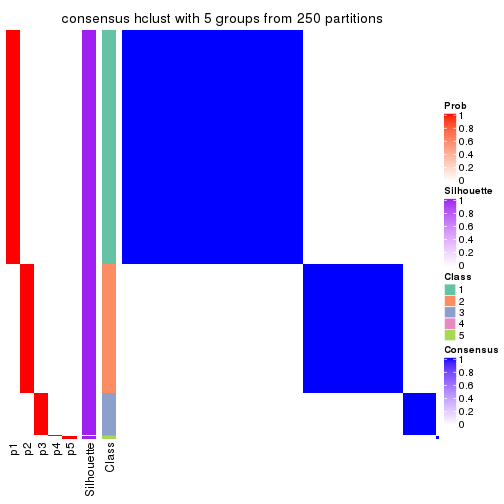 consensus hclust with 5 groups from 250 partitions
Prob
1
0.8
0.6
0.4
0.2
0
Silhouette
1
0.8
0.6
0.4
0.2
0
Class
1
2
3
4
5
Consensus
1
0.8
0.6
0.4
0.2
0
p1
p2
p3
p4
p5
Silhouette
Class